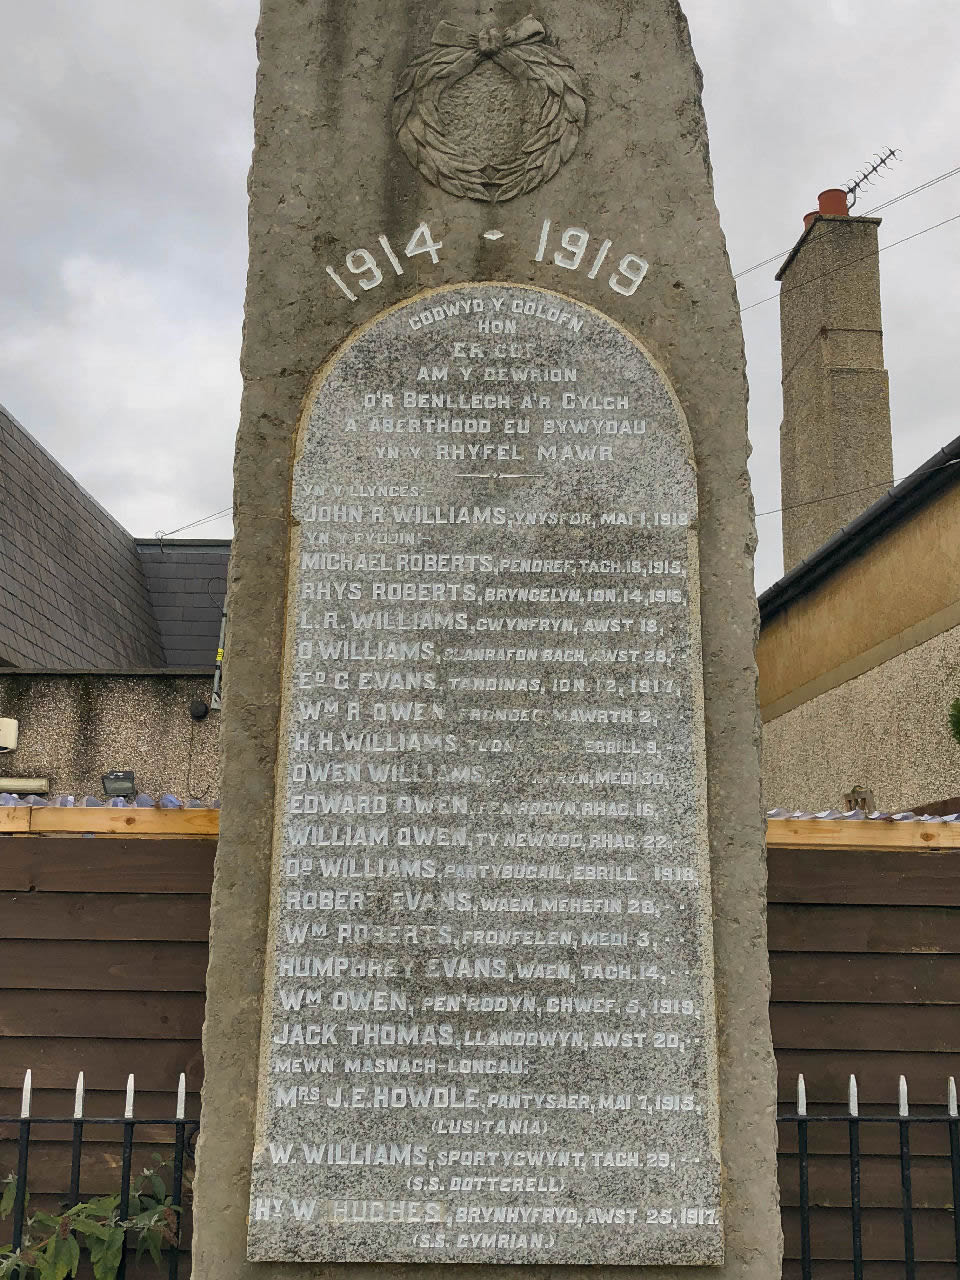 1914 - 1919
CODWYD Y GOLOFN
HON
ER COF
AM Y DEWRION
O'R BENLLECH A'R CYLCH
A ABERTHODD EU BYWYDAU
YN Y RHYFEL MAWR
YN Y LLYNGES:-
JOHN R. WILLIAMS, YNYSFOR, MAI 1, 1918
YN Y FYDDIN:-
MICHAEL ROBERTS, PENDREF, TACH. 18, 1915,
RHYS ROBERTS, BRYNCELYN, ION. 14, 1916,
L. R. WILLIAMS, GWYNFRYN, AWST 18, "
O. WILLIAMS, GLANRAFON BACH, AWST 28, "
ED. C. EVANS, TANDINAS, ION. 12, 1917,
WM R. OWEN MAWRTH 2, "
H. H. WILLIAMS EBRILL 9, "
OWEN WILLIAMS, MEDI 30, "
EDWARD OWEN, PEN'RODYN, RHAG. 16, "
WILLIAM OWEN, TY NEWYDD, RHAG. 22, "
DD WILLIAMS, PANTYBUGAIL, EBRILL 1918,
ROBERT EVANS, WAEN, MEHEFIN 28, "
WM ROBERTS, FRONFELEN, MEDI 3, "
HUMPHREY EVANS, WAEN, TACH. 14, "
WM OWEN, PEN'RODYN, CHWEF. 5, 1919,
JACK THOMAS, LLANDDWYN, AWST 20, "
MEWN MASNACH-LONGAU:
MRS J. E. HOWDLE, PANTYSAER, MAI 7, 1915,
(LUSITANIA)
W. WILLIAMS, SPORTYGWYNT, TACH. 29, "
(S.S. DOTTERELL)
HY. W HUGHES, BRYNHYFRYD, AWST 25, 1917.
(S.S. CYMRIAN.)